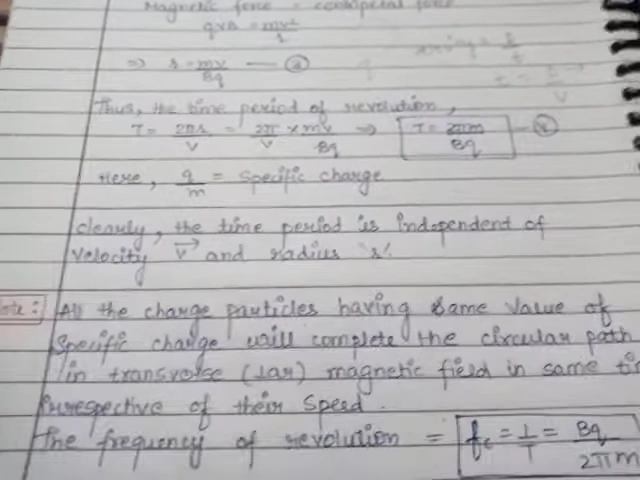 Magnetic force = centripetal force
qvB = mv²/r
⇒ r = mv/Bq — ⓐ
Thus, the time period of revolution,
T = 2πr/v = 2π/v × mv/Bq ⇒ T = 2πm/Bq
Here, q/m = Specific charge
Clearly, the time period is independent of
Velocity v⃗ and radius 'r'.
Note: All the charge particles having same value of
Specific charge will complete the circular path
in transverse (⊥ar) magnetic field in same
irrespective of their speed.
The frequency of revolution = fc = 1/T = Bq/2πm